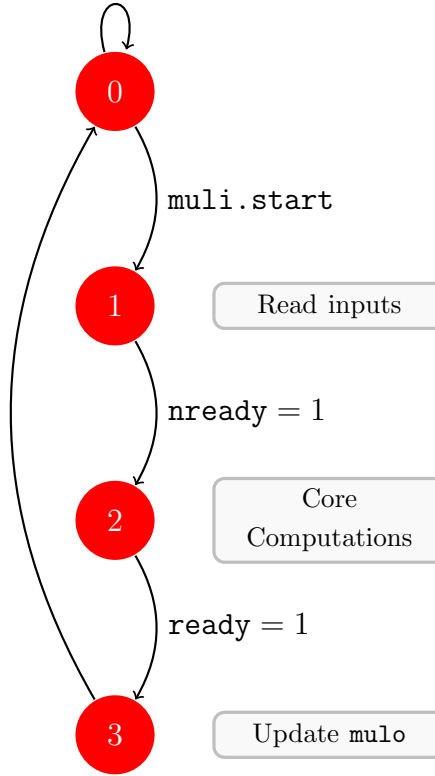 0
muli.start
1
Read inputs
nready = 1
2
Core
Computations
ready = 1
3
Update mulo